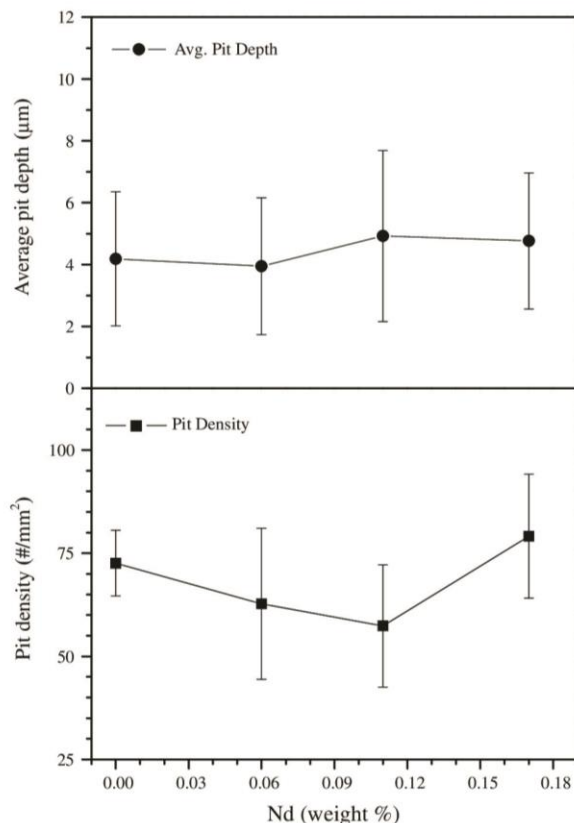 12
Avg. Pit Depth
10
8
6
4
2
0
Average pit depth (μm)
Pit Density
100
75
50
25
Pit density (#/mm²)
0.00 0.03 0.06 0.09 0.12 0.15 0.18
Nd (weight %)